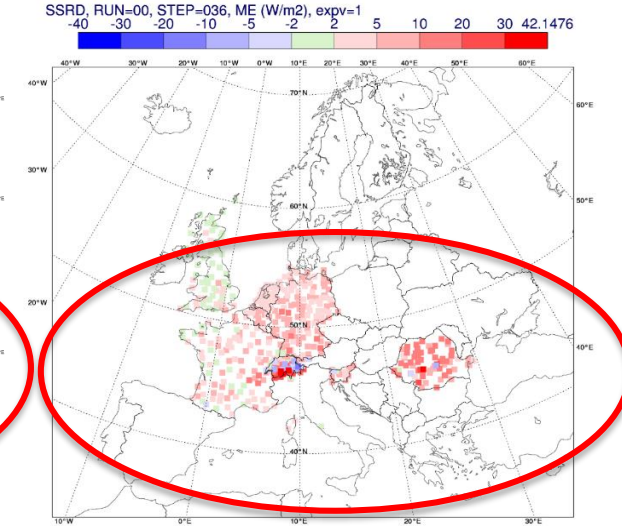 SSRD, RUN=00, STEP=036, ME (W/m2), expv=1
-40 -30 -20 -10 -5 -2 2 5 10 20 30 42.1476
40°W 30°W 20°W 10°W 0°W 10°E 20°E 30°E 40°E 50°E 60°E
40°W
70°N
60°E
30°W
60°N
50°E
20°W
50°N
40°E
40°N
10°W 0°E 10°E 20°E 30°E